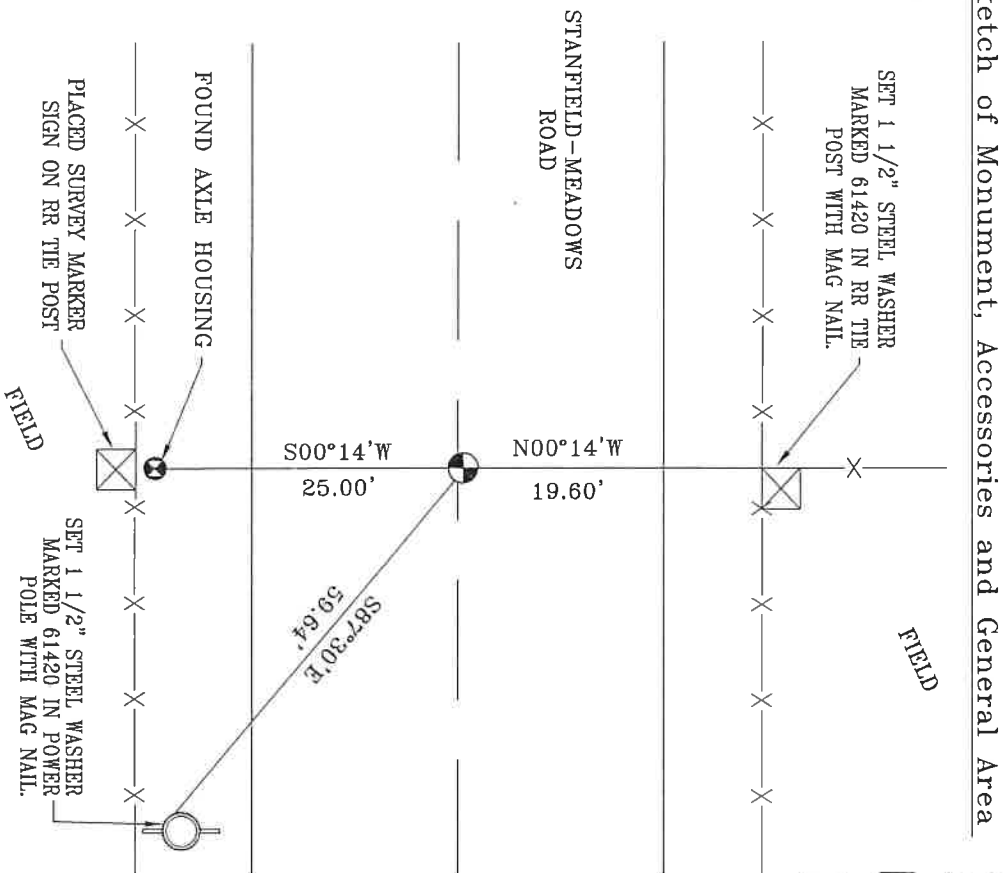 etch of Monument, Accessories and General Area
SET 1 1/2" STEEL WASHER
MARKED 61420 IN RR TIE
POST WITH MAG NAIL.
FIELD
STANFIELD-MEADOWS
ROAD
N00°14'W
19.60'
S00°14'W
25.00'
S87°30'E
59.64'
FOUND AXLE HOUSING
PLACED SURVEY MARKER
SIGN ON RR TIE POST
FIELD
SET 1 1/2" STEEL WASHER
MARKED 61420 IN POWER
POLE WITH MAG NAIL.